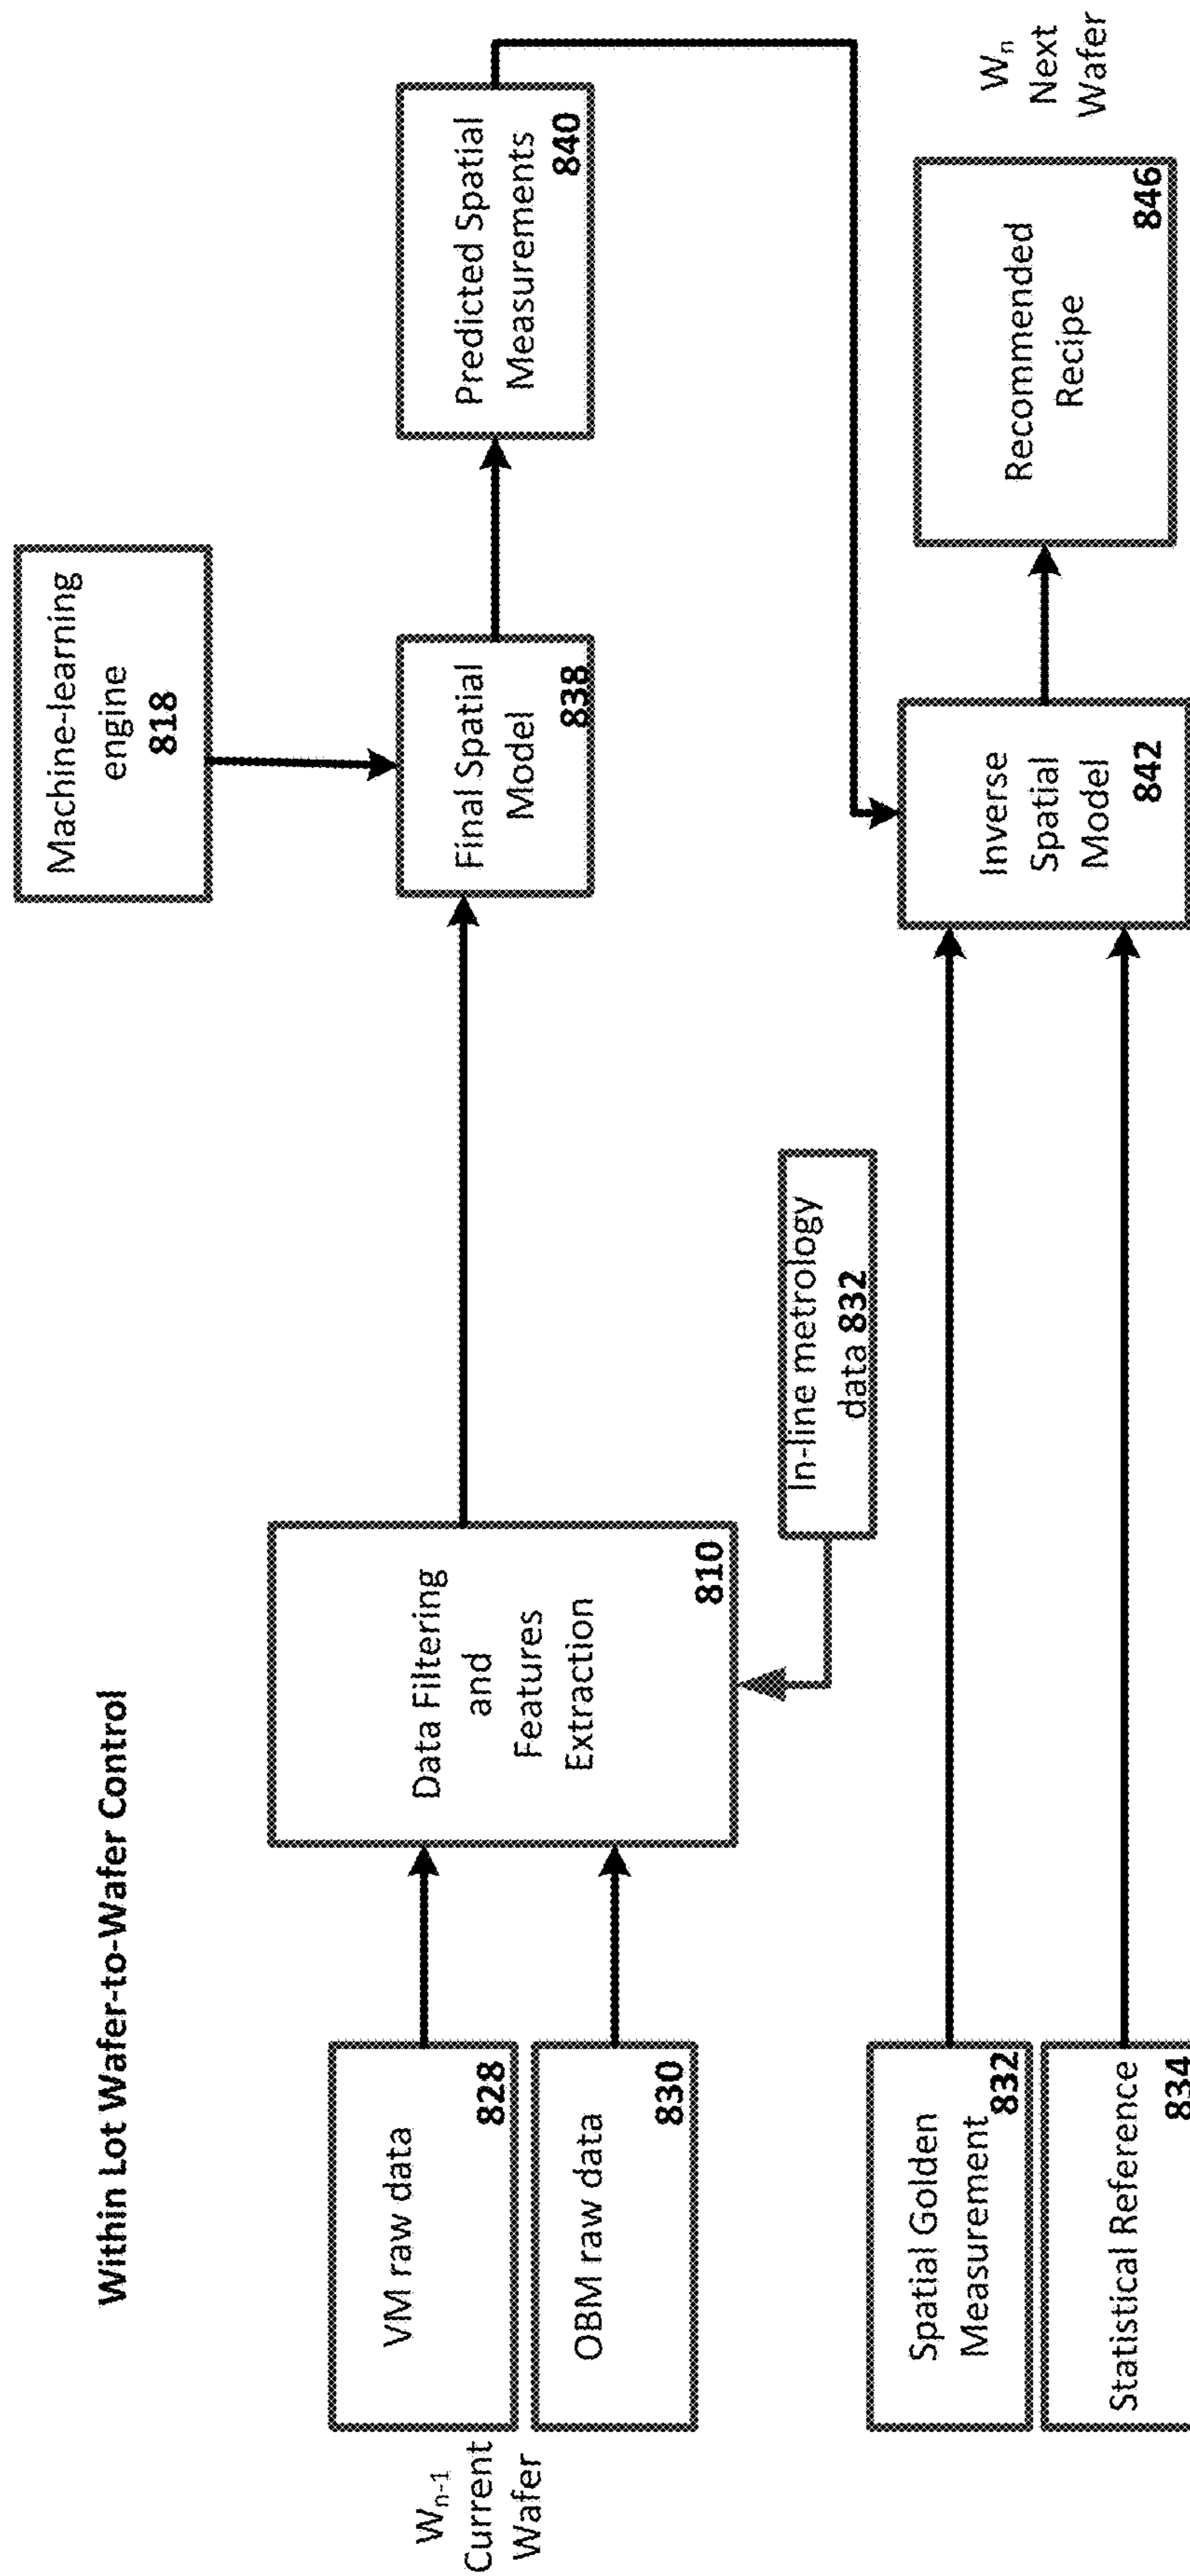 Within Lot Wafer-to-Wafer Control
Machine-learning
engine
818
W_{n-1}
Current
Wafer
VM raw data
828
OBM raw data
830
Data Filtering
and
Features
Extraction
810
Final Spatial
Model
838
Predicted Spatial
Measurements
840
In-line metrology
data 832
Spatial Golden
Measurement
832
Statistical Reference
834
Inverse
Spatial
Model
842
Recommended
Recipe
846
W_n
Next
Wafer